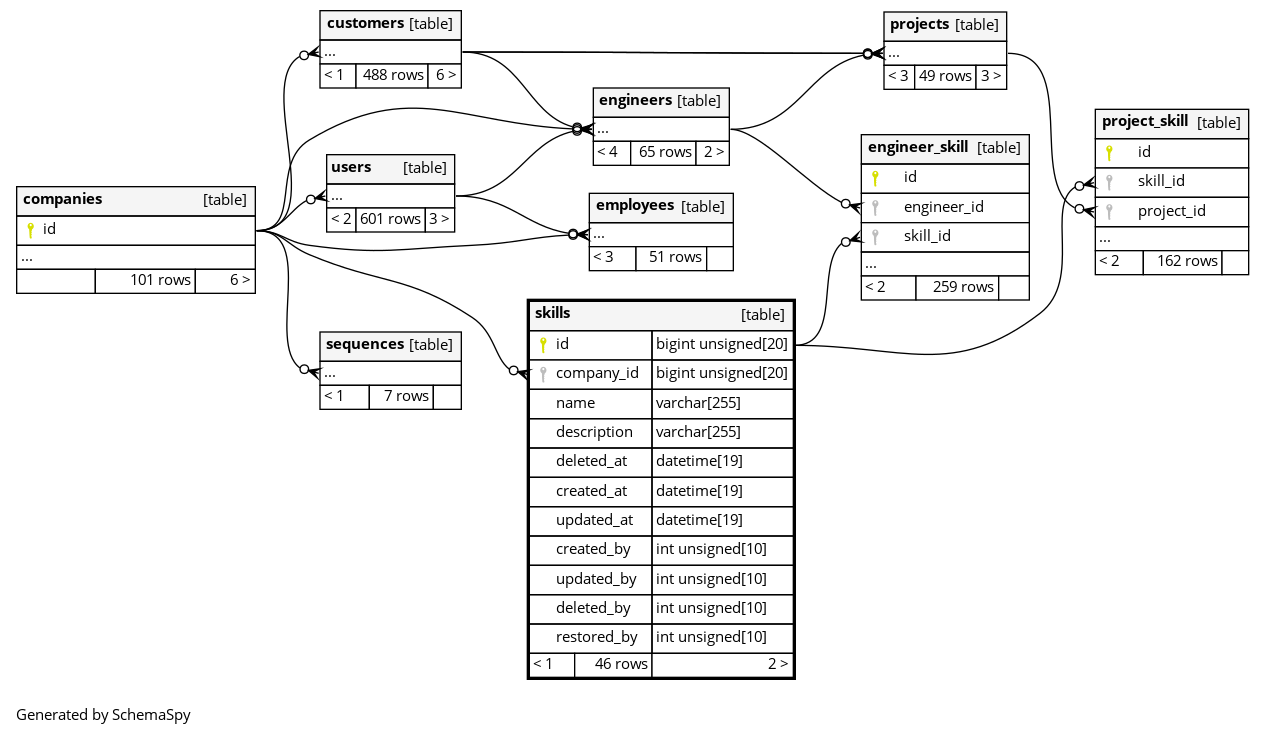 customers [table]
...
< 1 488 rows 6 >
projects [table]
...
< 3 49 rows 3 >
engineers [table]
...
< 4 65 rows 2 >
project_skill [table]
id
skill_id
project_id
...
< 2 162 rows
engineer_skill [table]
id
engineer_id
skill_id
...
< 2 259 rows
users [table]
...
< 2 601 rows 3 >
companies [table]
id
...
101 rows 6 >
employees [table]
...
< 3 51 rows
sequences [table]
...
< 1 7 rows
skills [table]
id bigint unsigned[20]
company_id bigint unsigned[20]
name varchar[255]
description varchar[255]
deleted_at datetime[19]
created_at datetime[19]
updated_at datetime[19]
created_by int unsigned[10]
updated_by int unsigned[10]
deleted_by int unsigned[10]
restored_by int unsigned[10]
< 1 46 rows 2 >
Generated by SchemaSpy